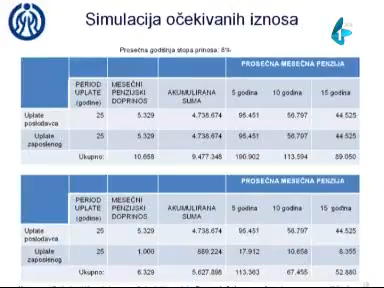 Simulacija očekivanih iznosa
1
Prosečna godišnja stopa prinosa: 8%
PROSEČNA MESEČNA PENZIJA
PERIOD UPLATE (godine) MESEČNI PENZIJSKI DOPRINOS AKUMULIRANA SUMA 5 godina 10 godina 15 godina
Uplate poslodavca 25 5.329 4.738.674 95.451 56.797 44.525
Uplate zaposlenog 25 5.329 4.738.674 95.451 56.797 44.525
Ukupno: 10.658 9.477.348 190.902 113.594 89.050
PROSEČNA MESEČNA PENZIJA
PERIOD UPLATE (godine) MESEČNI PENZIJSKI DOPRINOS AKUMULIRANA SUMA 5 godina 10 godina 15 godina
Uplate poslodavca 25 5.329 4.738.674 95.451 56.797 44.525
Uplate zaposlenog 25 1.000 889.224 17.912 10.658 8.355
Ukupno: 6.329 5.627.898 113.363 67.455 52.880